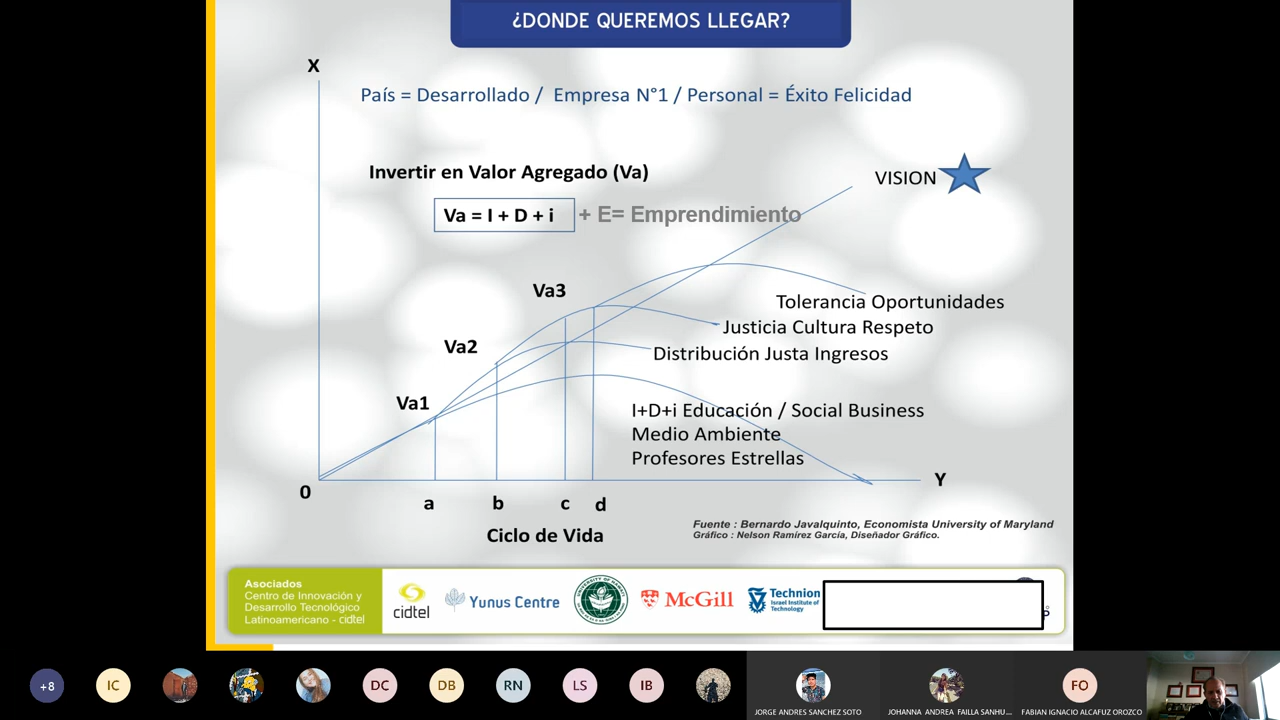 ¿DONDE QUEREMOS LLEGAR?
X
País = Desarrollado / Empresa N°1 / Personal = Éxito Felicidad
Invertir en Valor Agregado (Va)
VISION
Va = I + D + i + E= Emprendimiento
Va3
Tolerancia Oportunidades
Justicia Cultura Respeto
Va2
Distribución Justa Ingresos
Va1
I+D+i Educación / Social Business
Medio Ambiente
Profesores Estrellas
0
Y
a b c d
Ciclo de Vida
Fuente : Bernardo Javalquinto, Economista University of Maryland
Gráfico : Nelson Ramírez García, Diseñador Gráfico.
Asociados
Centro de Innovación y
Desarrollo Tecnológico
Latinoamericano - cidtel
cidtel
Yunus Centre
McGill
Technion
Israel Institute of
Technology
+8
IC
DC
DB
RN
LS
IB
FO
JORGE ANDRES SANCHEZ SOTO
JOHANNA ANDREA FAILLA SANHU...
FABIAN IGNACIO ALCAFUZ OROZCO